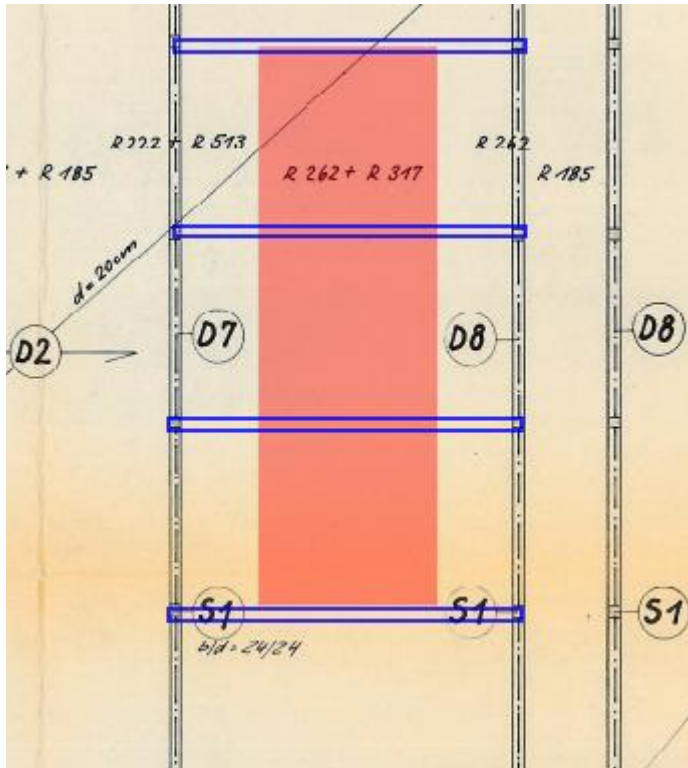 R 222 + R 513
R 262
+ R 185
R 262 + R 317
R 185
d = 20cm
D2
D7
D8
D8
S1
S1
S1
b/d = 24/24